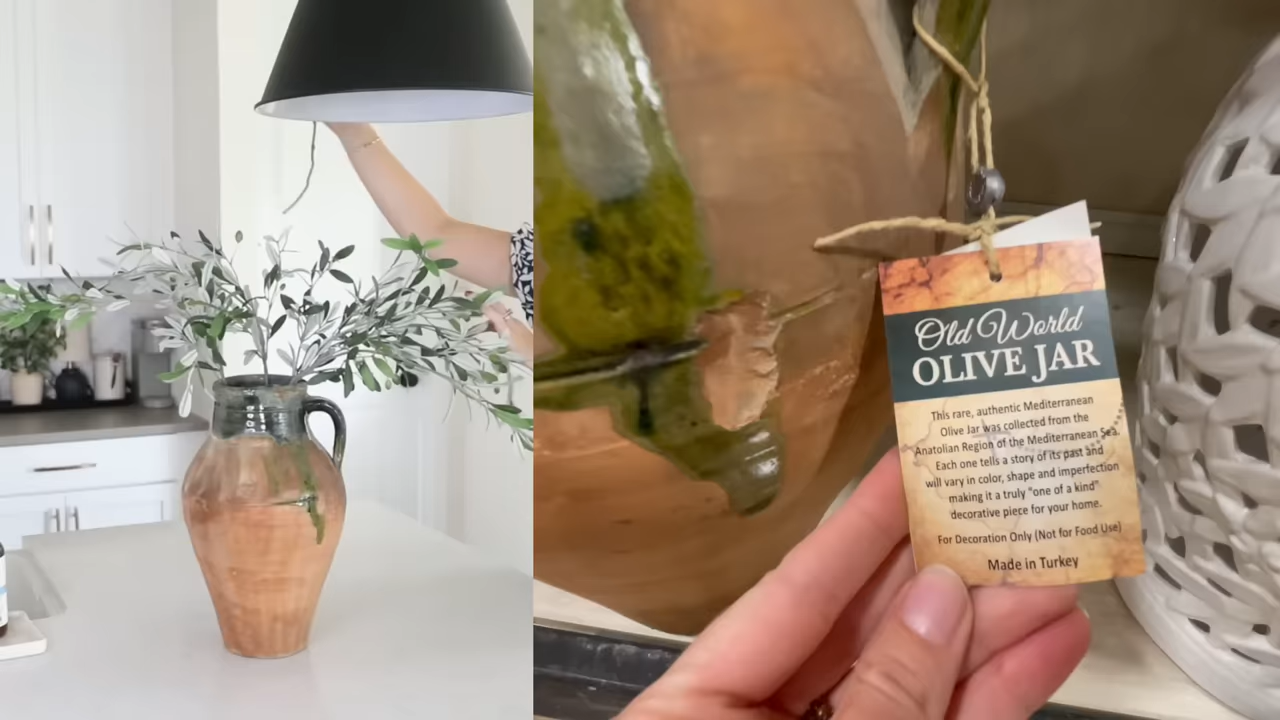 Old World
OLIVE JAR
This rare, authentic Mediterranean
Olive Jar was collected from the
Anatolian Region of the Mediterranean Sea.
Each one tells a story of its past and
will vary in color, shape and imperfection
making it a truly "one of a kind"
decorative piece for your home.
For Decoration Only (Not for Food Use)
Made in Turkey